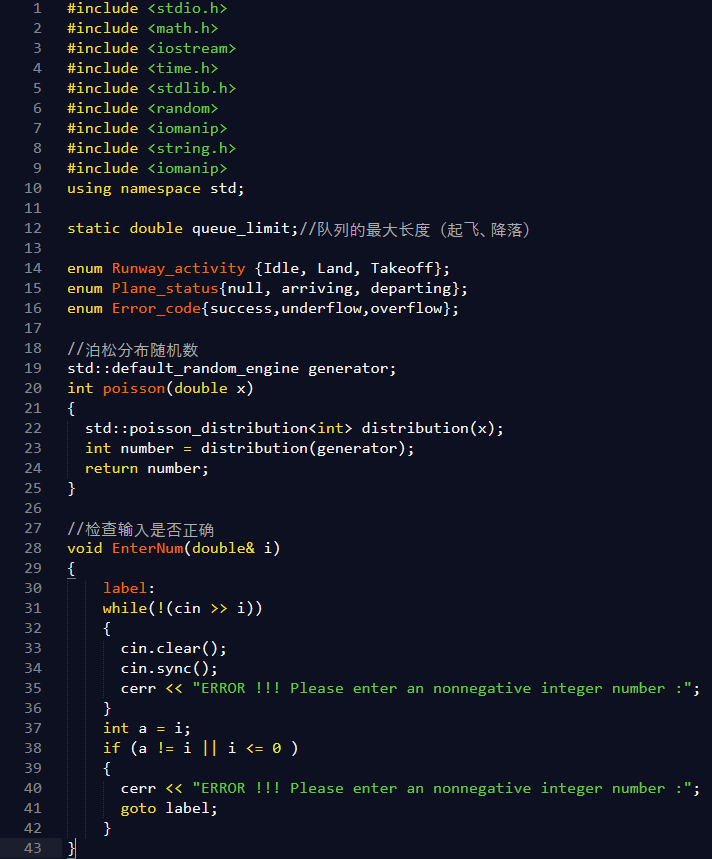 1 #include <stdio.h>
2 #include <math.h>
3 #include <iostream>
4 #include <time.h>
5 #include <stdlib.h>
6 #include <random>
7 #include <iomanip>
8 #include <string.h>
9 #include <iomanip>
10 using namespace std;
11
12 static double queue_limit;//队列的最大长度（起飞、降落）
13
14 enum Runway_activity {Idle, Land, Takeoff};
15 enum Plane_status{null, arriving, departing};
16 enum Error_code{success,underflow,overflow};
17
18 //泊松分布随机数
19 std::default_random_engine generator;
20 int poisson(double x)
21 {
22   std::poisson_distribution<int> distribution(x);
23   int number = distribution(generator);
24   return number;
25 }
26
27 //检查输入是否正确
28 void EnterNum(double& i)
29 {
30     label:
31     while(!(cin >> i))
32     {
33       cin.clear();
34       cin.sync();
35       cerr << "ERROR !!! Please enter an nonnegative integer number :";
36     }
37     int a = i;
38     if (a != i || i <= 0 )
39     {
40       cerr << "ERROR !!! Please enter an nonnegative integer number :";
41       goto label;
42     }
43 }